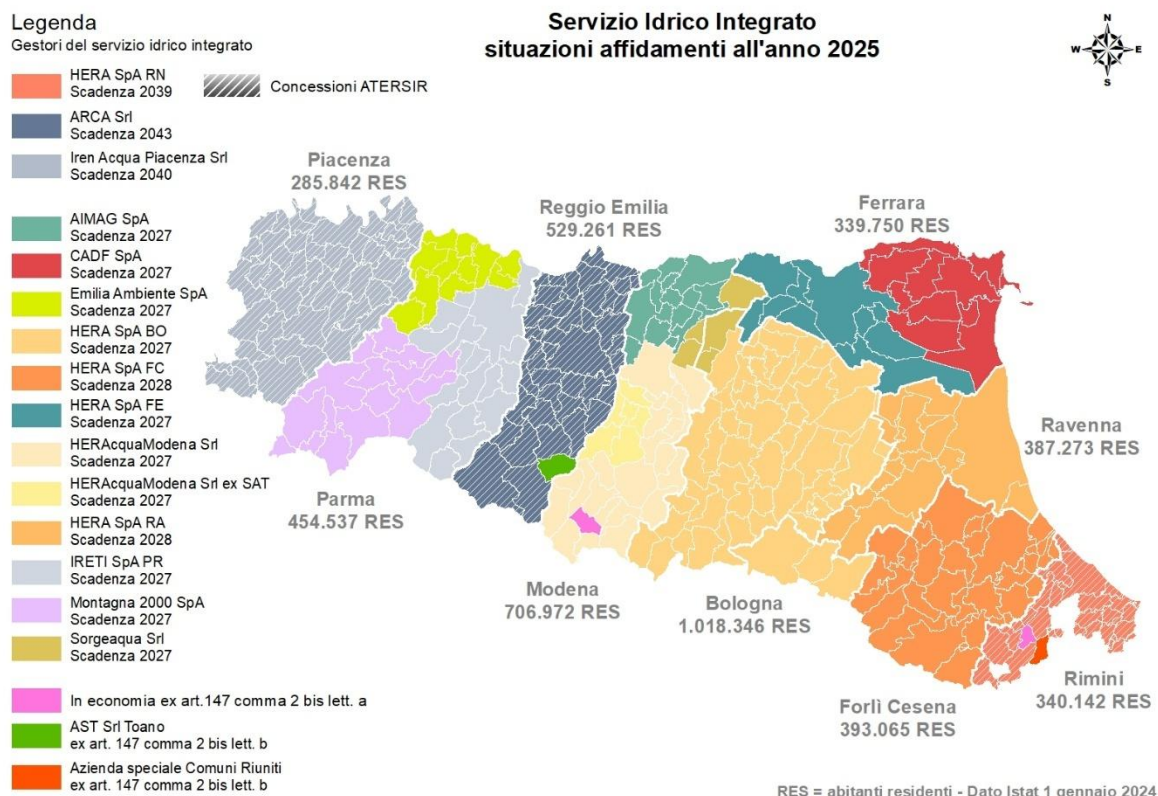 Servizio Idrico Integrato
situazioni affidamenti all'anno 2025
N
W
E
S
Legenda
Gestori del servizio idrico integrato
HERA SpA RN
Scadenza 2039
Concessioni ATERSIR
ARCA Srl
Scadenza 2043
Iren Acqua Piacenza Srl
Scadenza 2040
AIMAG SpA
Scadenza 2027
CADF SpA
Scadenza 2027
Emilia Ambiente SpA
Scadenza 2027
HERA SpA BO
Scadenza 2027
HERA SpA FC
Scadenza 2028
HERA SpA FE
Scadenza 2027
HERAcquaModena Srl
Scadenza 2027
HERAcquaModena Srl ex SAT
Scadenza 2027
HERA SpA RA
Scadenza 2028
IRETI SpA PR
Scadenza 2027
Montagna 2000 SpA
Scadenza 2027
Sorgeaqua Srl
Scadenza 2027
In economia ex art.147 comma 2 bis lett. a
AST Srl Toano
ex art. 147 comma 2 bis lett. b
Azienda speciale Comuni Riuniti
ex art. 147 comma 2 bis lett. b
Piacenza
285.842 RES
Reggio Emilia
529.261 RES
Ferrara
339.750 RES
Ravenna
387.273 RES
Parma
454.537 RES
Modena
706.972 RES
Bologna
1.018.346 RES
Forlì Cesena
393.065 RES
Rimini
340.142 RES
RES = abitanti residenti - Dato Istat 1 gennaio 2024